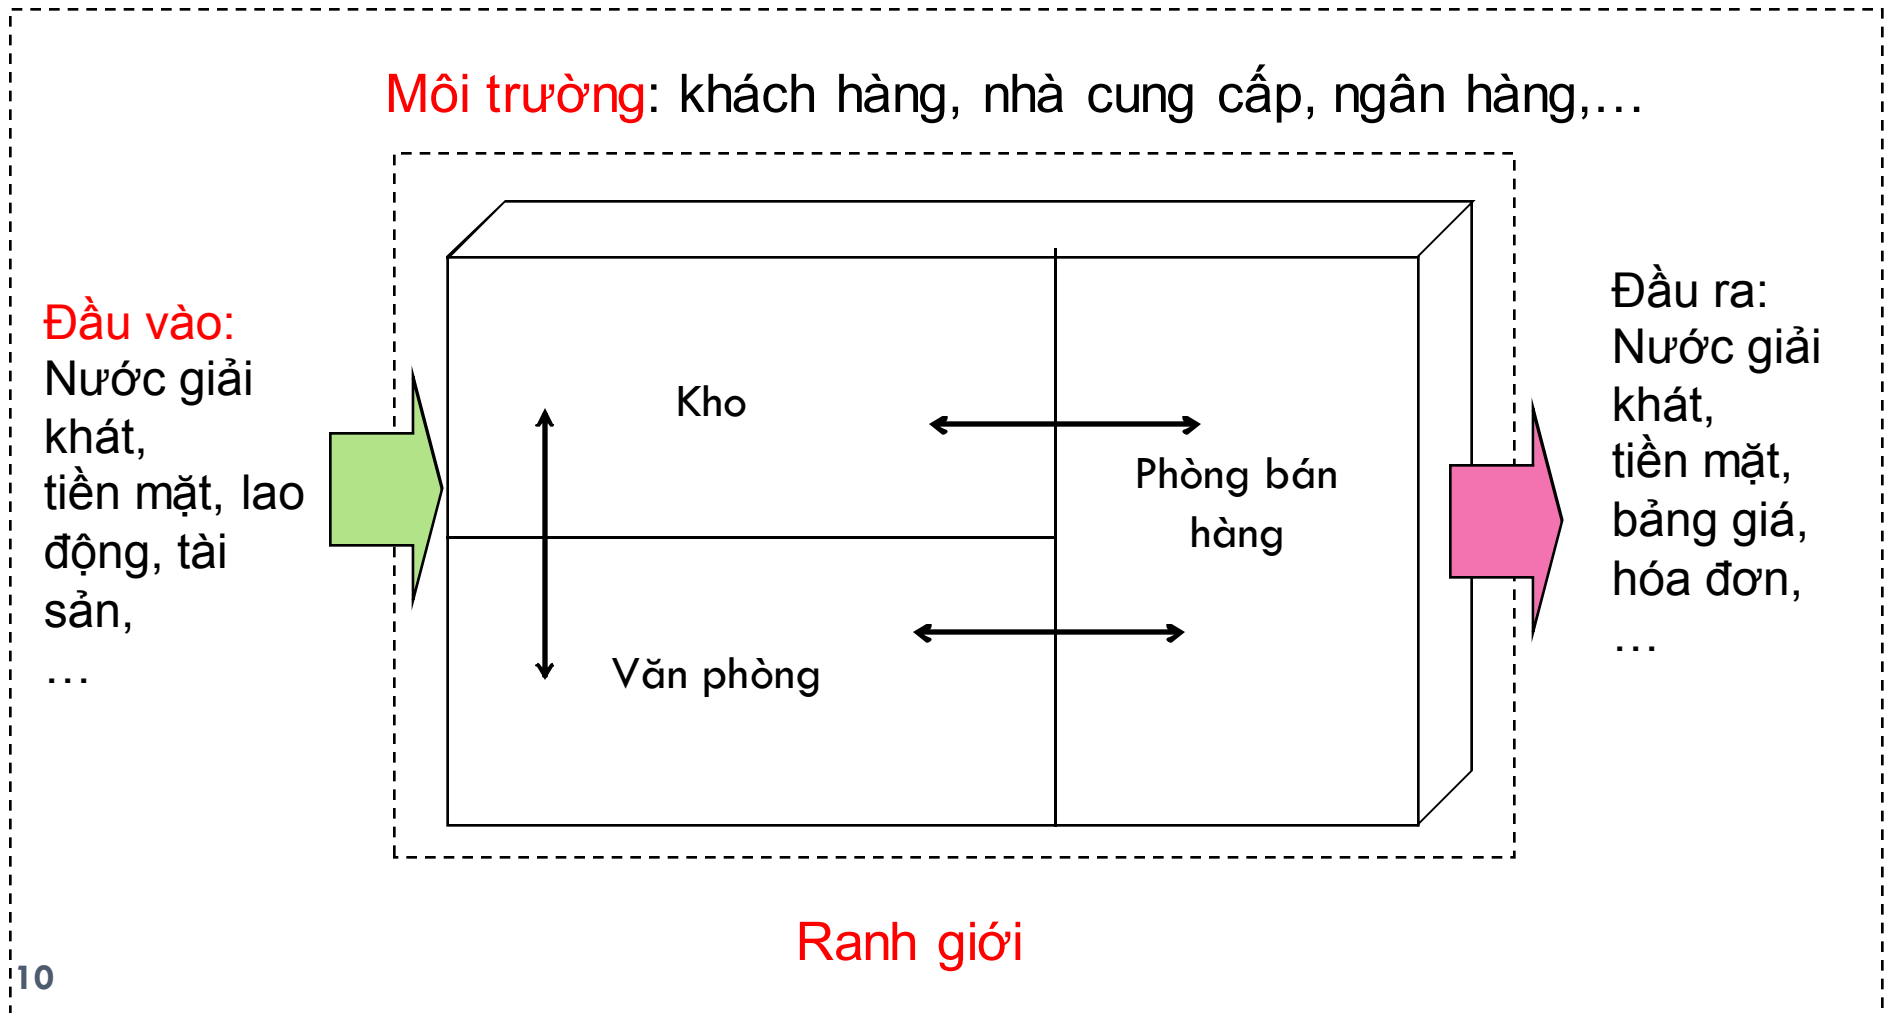 Môi trường: khách hàng, nhà cung cấp, ngân hàng,…
Đầu vào:
Nước giải
khát,
tiền mặt, lao
động, tài
sản,
…
Kho
Văn phòng
Phòng bán
hàng
Đầu ra:
Nước giải
khát,
tiền mặt,
bảng giá,
hóa đơn,
…
Ranh giới
10